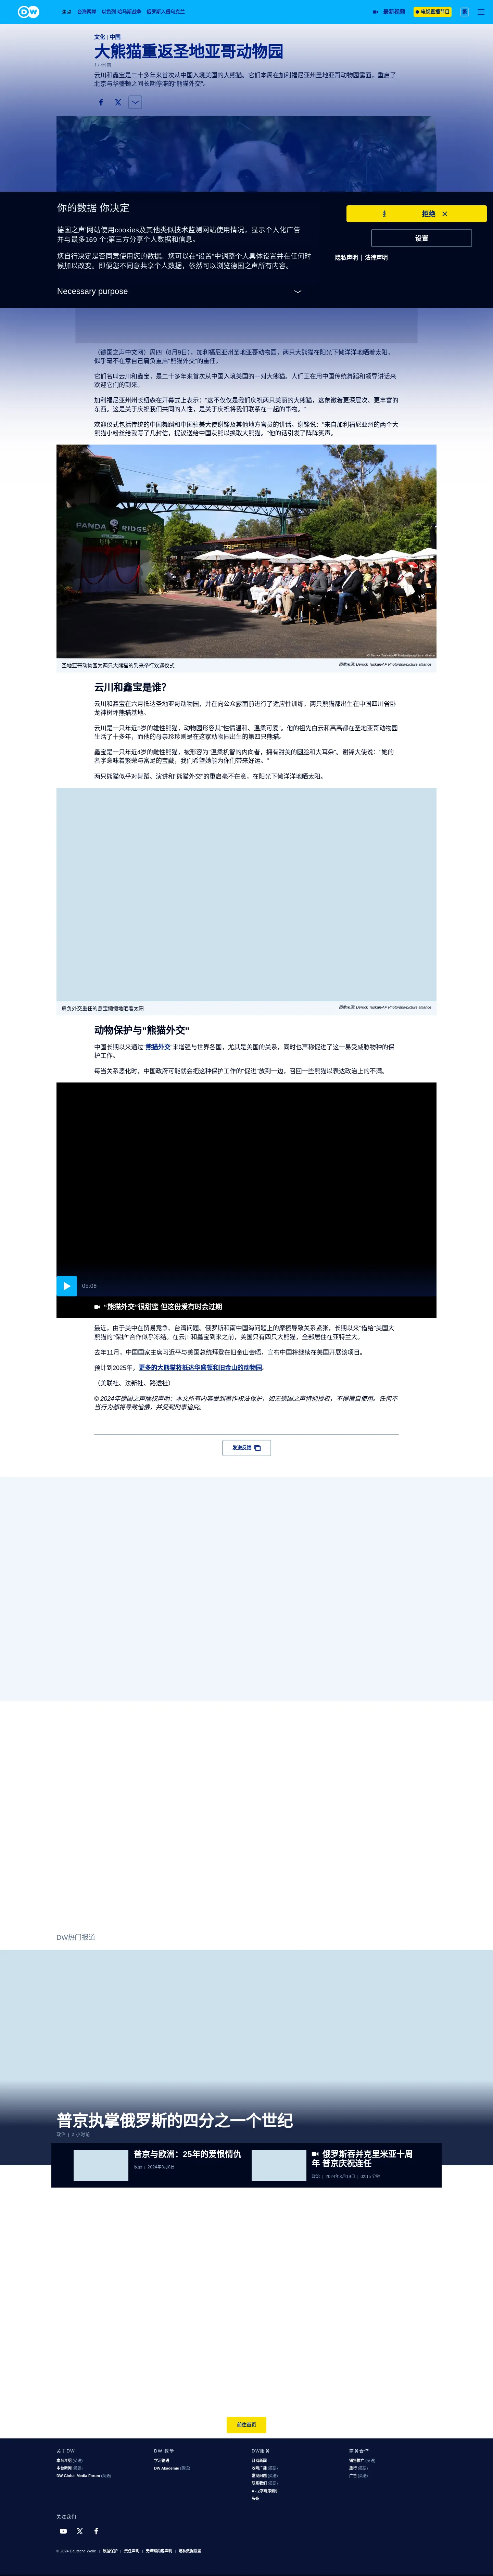 DW
焦点 台海两岸 以色列-哈马斯战争 俄罗斯入侵乌克兰
最新视频
电视直播节目
繁
文化 | 中国
大熊猫重返圣地亚哥动物园
1 小时前
云川和鑫宝是二十多年来首次从中国入境美国的大熊猫。它们本周在加利福尼亚州圣地亚哥动物园露面，重启了
北京与华盛顿之间长期停滞的"熊猫外交"。
你的数据 你决定
德国之声'网站使用cookies及其他类似技术监测网站使用情况，显示个人化广告
并与最多169 个;第三方分享个人数据和信息。
您自行决定是否同意使用您的数据。您可以在"设置"中调整个人具体设置并在任何时
候加以改变。即便您不同意共享个人数据，依然可以浏览德国之声所有内容。
Necessary purpose
拒绝
设置
隐私声明 | 法律声明
（德国之声中文网）周四（8月9日），加利福尼亚州圣地亚哥动物园，两只大熊猫在阳光下懒洋洋地晒着太阳，
似乎毫不在意自己肩负重启"熊猫外交"的重任。
它们名叫云川和鑫宝，是二十多年来首次从中国入境美国的一对大熊猫。人们正在用中国传统舞蹈和领导讲话来
欢迎它们的到来。
加利福尼亚州州长纽森在开幕式上表示："这不仅仅是我们庆祝两只美丽的大熊猫，这象徵着更深层次、更丰富的
东西。这是关于庆祝我们共同的人性，是关于庆祝将我们联系在一起的事物。"
欢迎仪式包括传统的中国舞蹈和中国驻美大使谢锋及其他地方官员的讲话。谢锋说："来自加利福尼亚州的两个大
熊猫小粉丝给我写了几封信，提议送给中国灰熊以换取大熊猫。"他的话引发了阵阵笑声。
PANDA RIDGE
圣地亚哥动物园为两只大熊猫的到来举行欢迎仪式
图像来源: Derrick Tuskan/AP Photo/dpa/picture alliance
云川和鑫宝是谁？
云川和鑫宝在六月抵达圣地亚哥动物园，并在向公众露面前进行了适应性训练。两只熊猫都出生在中国四川省卧
龙神树坪熊猫基地。
云川是一只年近5岁的雄性熊猫，动物园形容其"性情温和、温柔可爱"。他的祖先白云和高高都在圣地亚哥动物园
生活了十多年，而他的母亲珍珍则是在这家动物园出生的第四只熊猫。
鑫宝是一只年近4岁的雌性熊猫，被形容为"温柔机智的内向者，拥有甜美的圆脸和大耳朵"。谢锋大使说："她的
名字意味着繁荣与富足的宝藏，我们希望她能为你们带来好运。"
两只熊猫似乎对舞蹈、演讲和"熊猫外交"的重启毫不在意，在阳光下懒洋洋地晒太阳。
肩负外交重任的鑫宝懒懒地晒着太阳
图像来源: Derrick Tuskan/AP Photo/dpa/picture alliance
动物保护与"熊猫外交"
中国长期以来通过"熊猫外交"来增强与世界各国，尤其是美国的关系，同时也声称促进了这一易受威胁物种的保
护工作。
每当关系恶化时，中国政府可能就会把这种保护工作的"促进"放到一边，召回一些熊猫以表达政治上的不满。
05:08
"熊猫外交"很甜蜜 但这份爱有时会过期
最近，由于美中在贸易竞争、台湾问题、俄罗斯和南中国海问题上的摩擦导致关系紧张，长期以来"借给"美国大
熊猫的"保护"合作似乎冻结。在云川和鑫宝到来之前，美国只有四只大熊猫，全部居住在亚特兰大。
去年11月，中国国家主席习近平与美国总统拜登在旧金山会晤，宣布中国将继续在美国开展该项目。
预计到2025年，更多的大熊猫将抵达华盛顿和旧金山的动物园。
（美联社、法新社、路透社）
© 2024年德国之声版权声明：本文所有内容受到著作权法保护，如无德国之声特别授权，不得擅自使用。任何不
当行为都将导致追偿，并受到刑事追究。
发送反馈
DW热门报道
普京执掌俄罗斯的四分之一个世纪
政治 | 2 小时前
普京与欧洲：25年的爱恨情仇
政治 | 2024年8月8日
俄罗斯吞并克里米亚十周
年 普京庆祝连任
政治 | 2024年3月19日 | 02:15 分钟
前往首页
关于DW
本台介绍 (英语)
本台新闻 (英语)
DW Global Media Forum (英语)
DW 教学
学习德语
DW Akademie (英语)
DW服务
订阅新闻
收听广播 (英语)
常见问题 (英语)
联系我们 (英语)
A - Z字母序索引
头条
商务合作
销售推广 (英语)
旅行 (英语)
广告 (英语)
关注我们
© 2024 Deutsche Welle | 数据保护 | 责任声明 | 无障碍内容声明 | 隐私数据设置